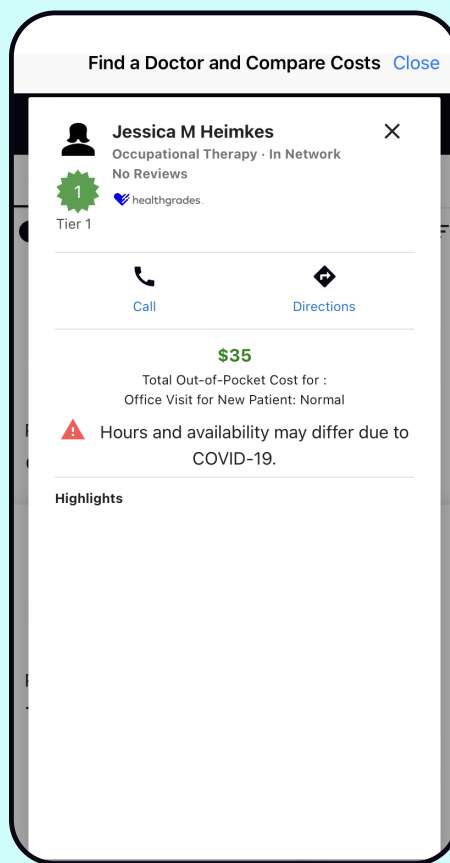 Find a Doctor and Compare Costs Close
Jessica M Heimkes
Occupational Therapy · In Network
No Reviews
healthgrades.
1
Tier 1
Call
Directions
$35
Total Out-of-Pocket Cost for :
Office Visit for New Patient: Normal
Hours and availability may differ due to
COVID-19.
Highlights